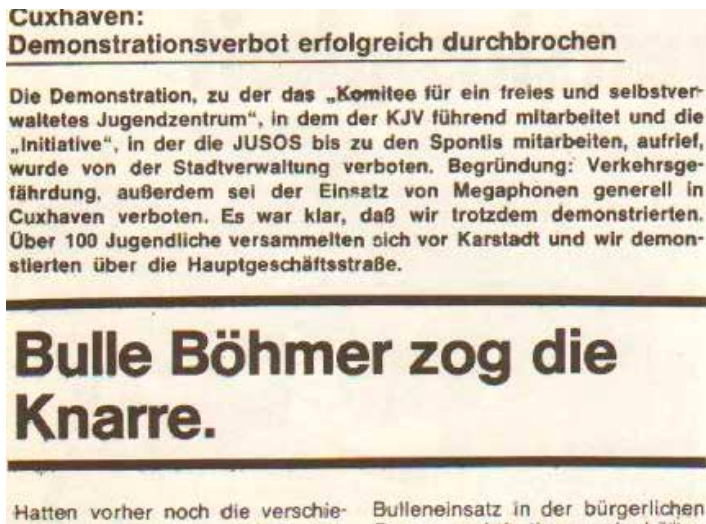 Cuxhaven:
Demonstrationsverbot erfolgreich durchbrochen
Die Demonstration, zu der das „Komitee für ein freies und selbstver-
waltetes Jugendzentrum“, in dem der KJV führend mitarbeitet und die
„Initiative“, in der die JUSOS bis zu den Spontis mitarbeiten, aufrief,
wurde von der Stadtverwaltung verboten. Begründung: Verkehrsge-
fährdung, außerdem sei der Einsatz von Megaphonen generell in
Cuxhaven verboten. Es war klar, daß wir trotzdem demonstrierten.
Über 100 Jugendliche versammelten sich vor Karstadt und wir demon-
stierten über die Hauptgeschäftsstraße.
Bulle Böhmer zog die
Knarre.
Hatten vorher noch die verschie-
Bulleneinsatz in der bürgerlichen